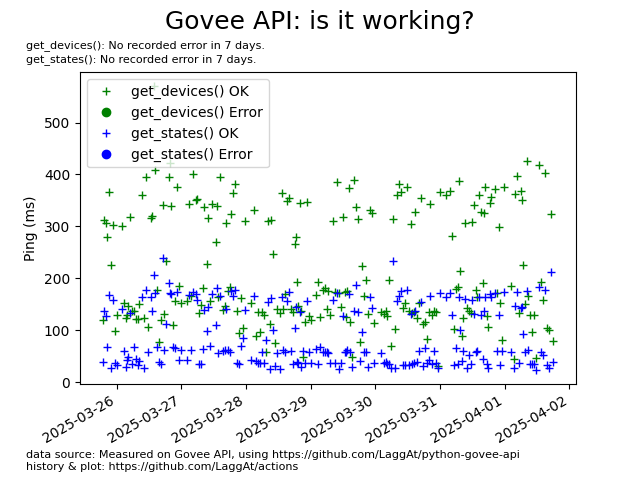 Govee API: is it working?
get_devices(): No recorded error in 7 days.
get_states(): No recorded error in 7 days.
get_devices() OK
get_devices() Error
get_states() OK
get_states() Error
Ping (ms)
500
400
300
200
100
0
2025-03-26
2025-03-27
2025-03-28
2025-03-29
2025-03-30
2025-03-31
2025-04-01
2025-04-02
data source: Measured on Govee API, using https://github.com/LaggAt/python-govee-api
history & plot: https://github.com/LaggAt/actions